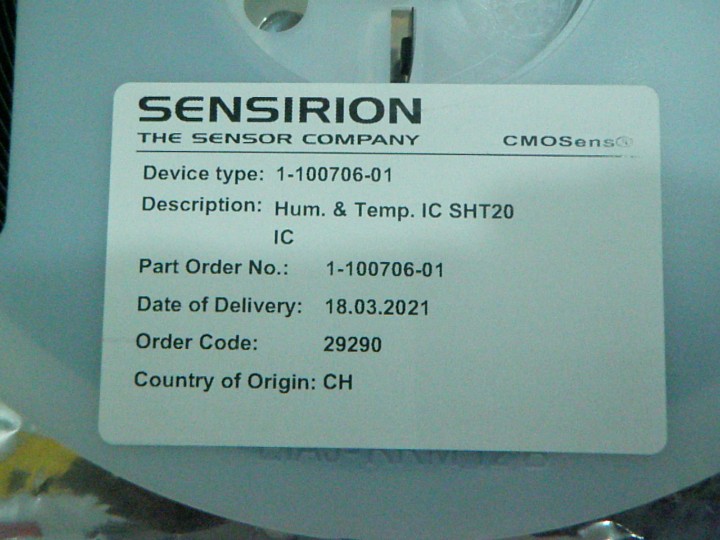 SENSIRION
THE SENSOR COMPANY CMOSens®
Device type: 1-100706-01
Description: Hum. & Temp. IC SHT20
IC
Part Order No.: 1-100706-01
Date of Delivery: 18.03.2021
Order Code: 29290
Country of Origin: CH